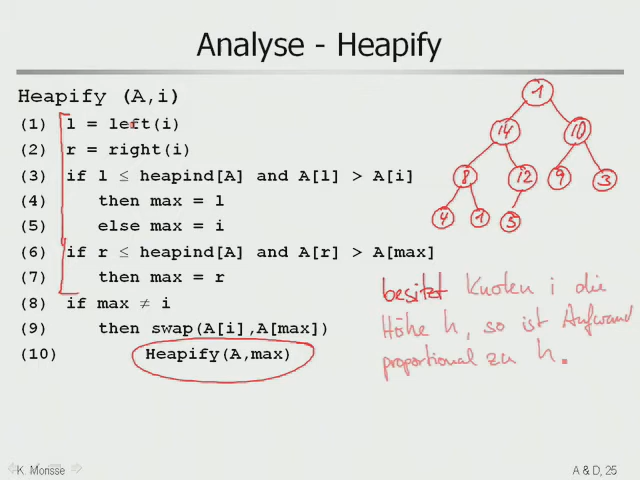 Analyse - Heapify
Heapify (A,i)
(1) l = left(i)
(2) r = right(i)
(3) if l ≤ heapind[A] and A[l] > A[i]
(4) then max = l
(5) else max = i
(6) if r ≤ heapind[A] and A[r] > A[max]
(7) then max = r
(8) if max ≠ i
(9) then swap(A[i],A[max])
(10) Heapify(A,max)
1
14 10
8 12 9 3
4 1 5
besitzt Knoten i die
Höhe h, so ist Aufwand
proportional zu h.
K. Morisse
A & D, 25